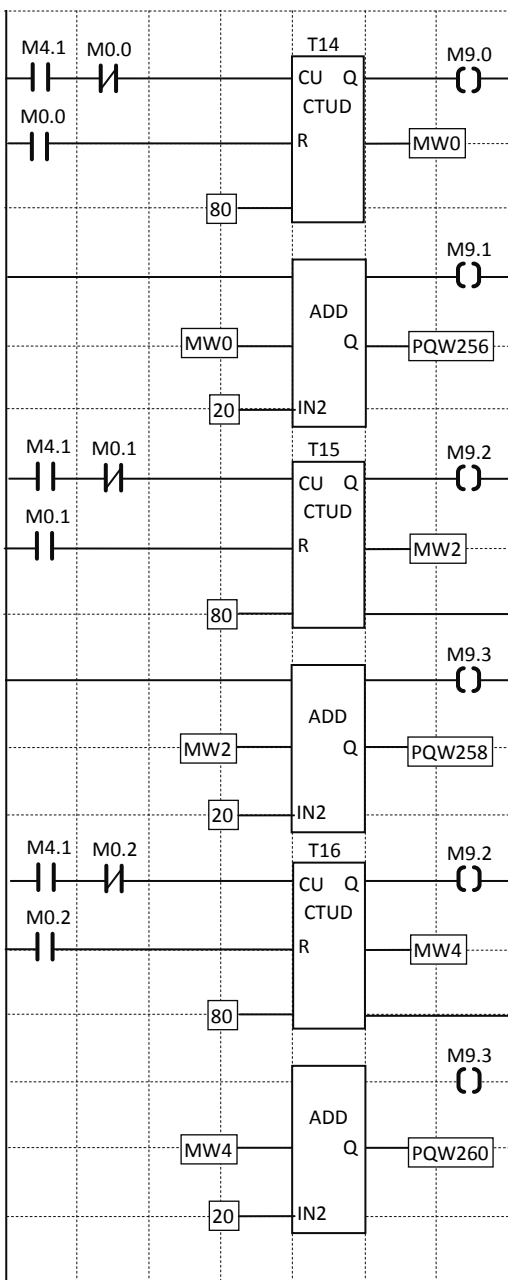 M4.1 M0.0 T14 M9.0
CU Q
CTUD
M0.0 R MW0
80
M9.1
ADD
MW0 Q PQW256
20 IN2
M4.1 M0.1 T15 M9.2
CU Q
CTUD
M0.1 R MW2
80
M9.3
ADD
MW2 Q PQW258
20 IN2
M4.1 M0.2 T16 M9.2
CU Q
CTUD
M0.2 R MW4
80
M9.3
ADD
MW4 Q PQW260
20 IN2